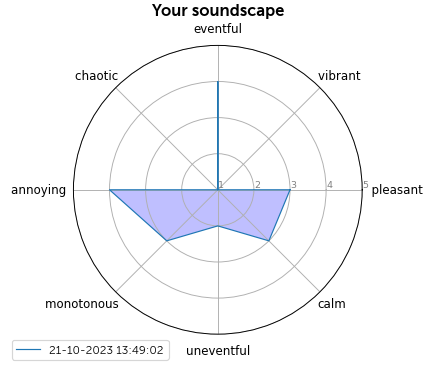 Your soundscape
eventful
chaotic
vibrant
annoying
1 2 3 4 5
pleasant
monotonous
calm
uneventful
21-10-2023 13:49:02